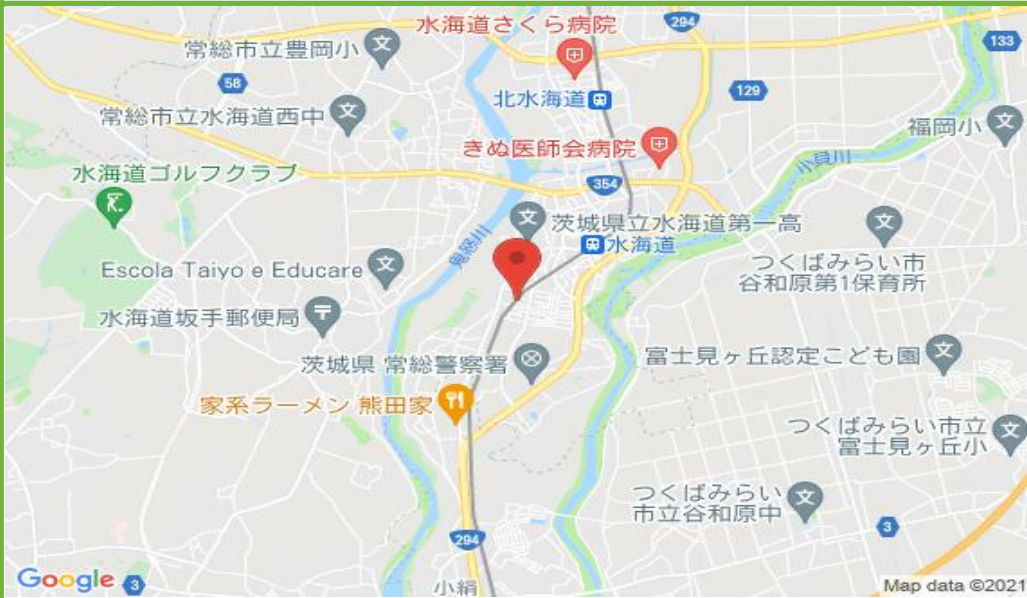 水海道さくら病院
294
常総市立豊岡小
133
58
129
北水海道
常総市立水海道西中
福岡小
きぬ医師会病院
小貝川
水海道ゴルフクラブ
354
茨城県立水海道第一高
鬼怒川
水海道
つくばみらい市
谷和原第1保育所
Escola Taiyo e Educare
水海道坂手郵便局
茨城県 常総警察署
富士見ヶ丘認定こども園
家系ラーメン 熊田家
つくばみらい市立
富士見ヶ丘小
つくばみらい
市立谷和原中
3
294
Google
3
小絹
Map data ©2021